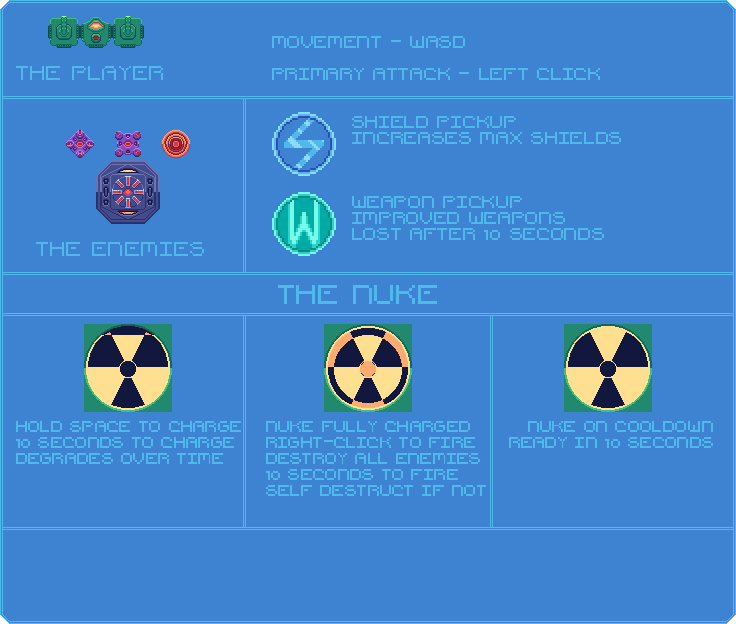 MOVEMENT - WASD
THE PLAYER
PRIMARY ATTACK - LEFT CLICK
SHIELD PICKUP
INCREASES MAX SHIELDS
W
WEAPON PICKUP
IMPROVED WEAPONS
LOST AFTER 10 SECONDS
THE ENEMIES
THE NUKE
HOLD SPACE TO CHARGE
10 SECONDS TO CHARGE
DEGRADES OVER TIME
NUKE FULLY CHARGED
RIGHT-CLICK TO FIRE
DESTROY ALL ENEMIES
10 SECONDS TO FIRE
SELF DESTRUCT IF NOT
NUKE ON COOLDOWN
READY IN 10 SECONDS